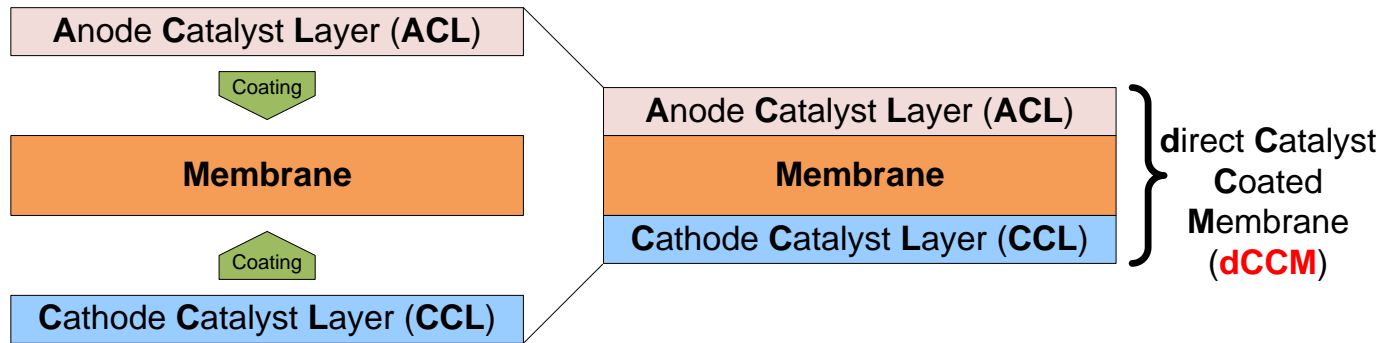 Anode Catalyst Layer (ACL)
Coating
Membrane
Coating
Cathode Catalyst Layer (CCL)
Anode Catalyst Layer (ACL)
Membrane
Cathode Catalyst Layer (CCL)
direct Catalyst
Coated
Membrane
(dCCM)